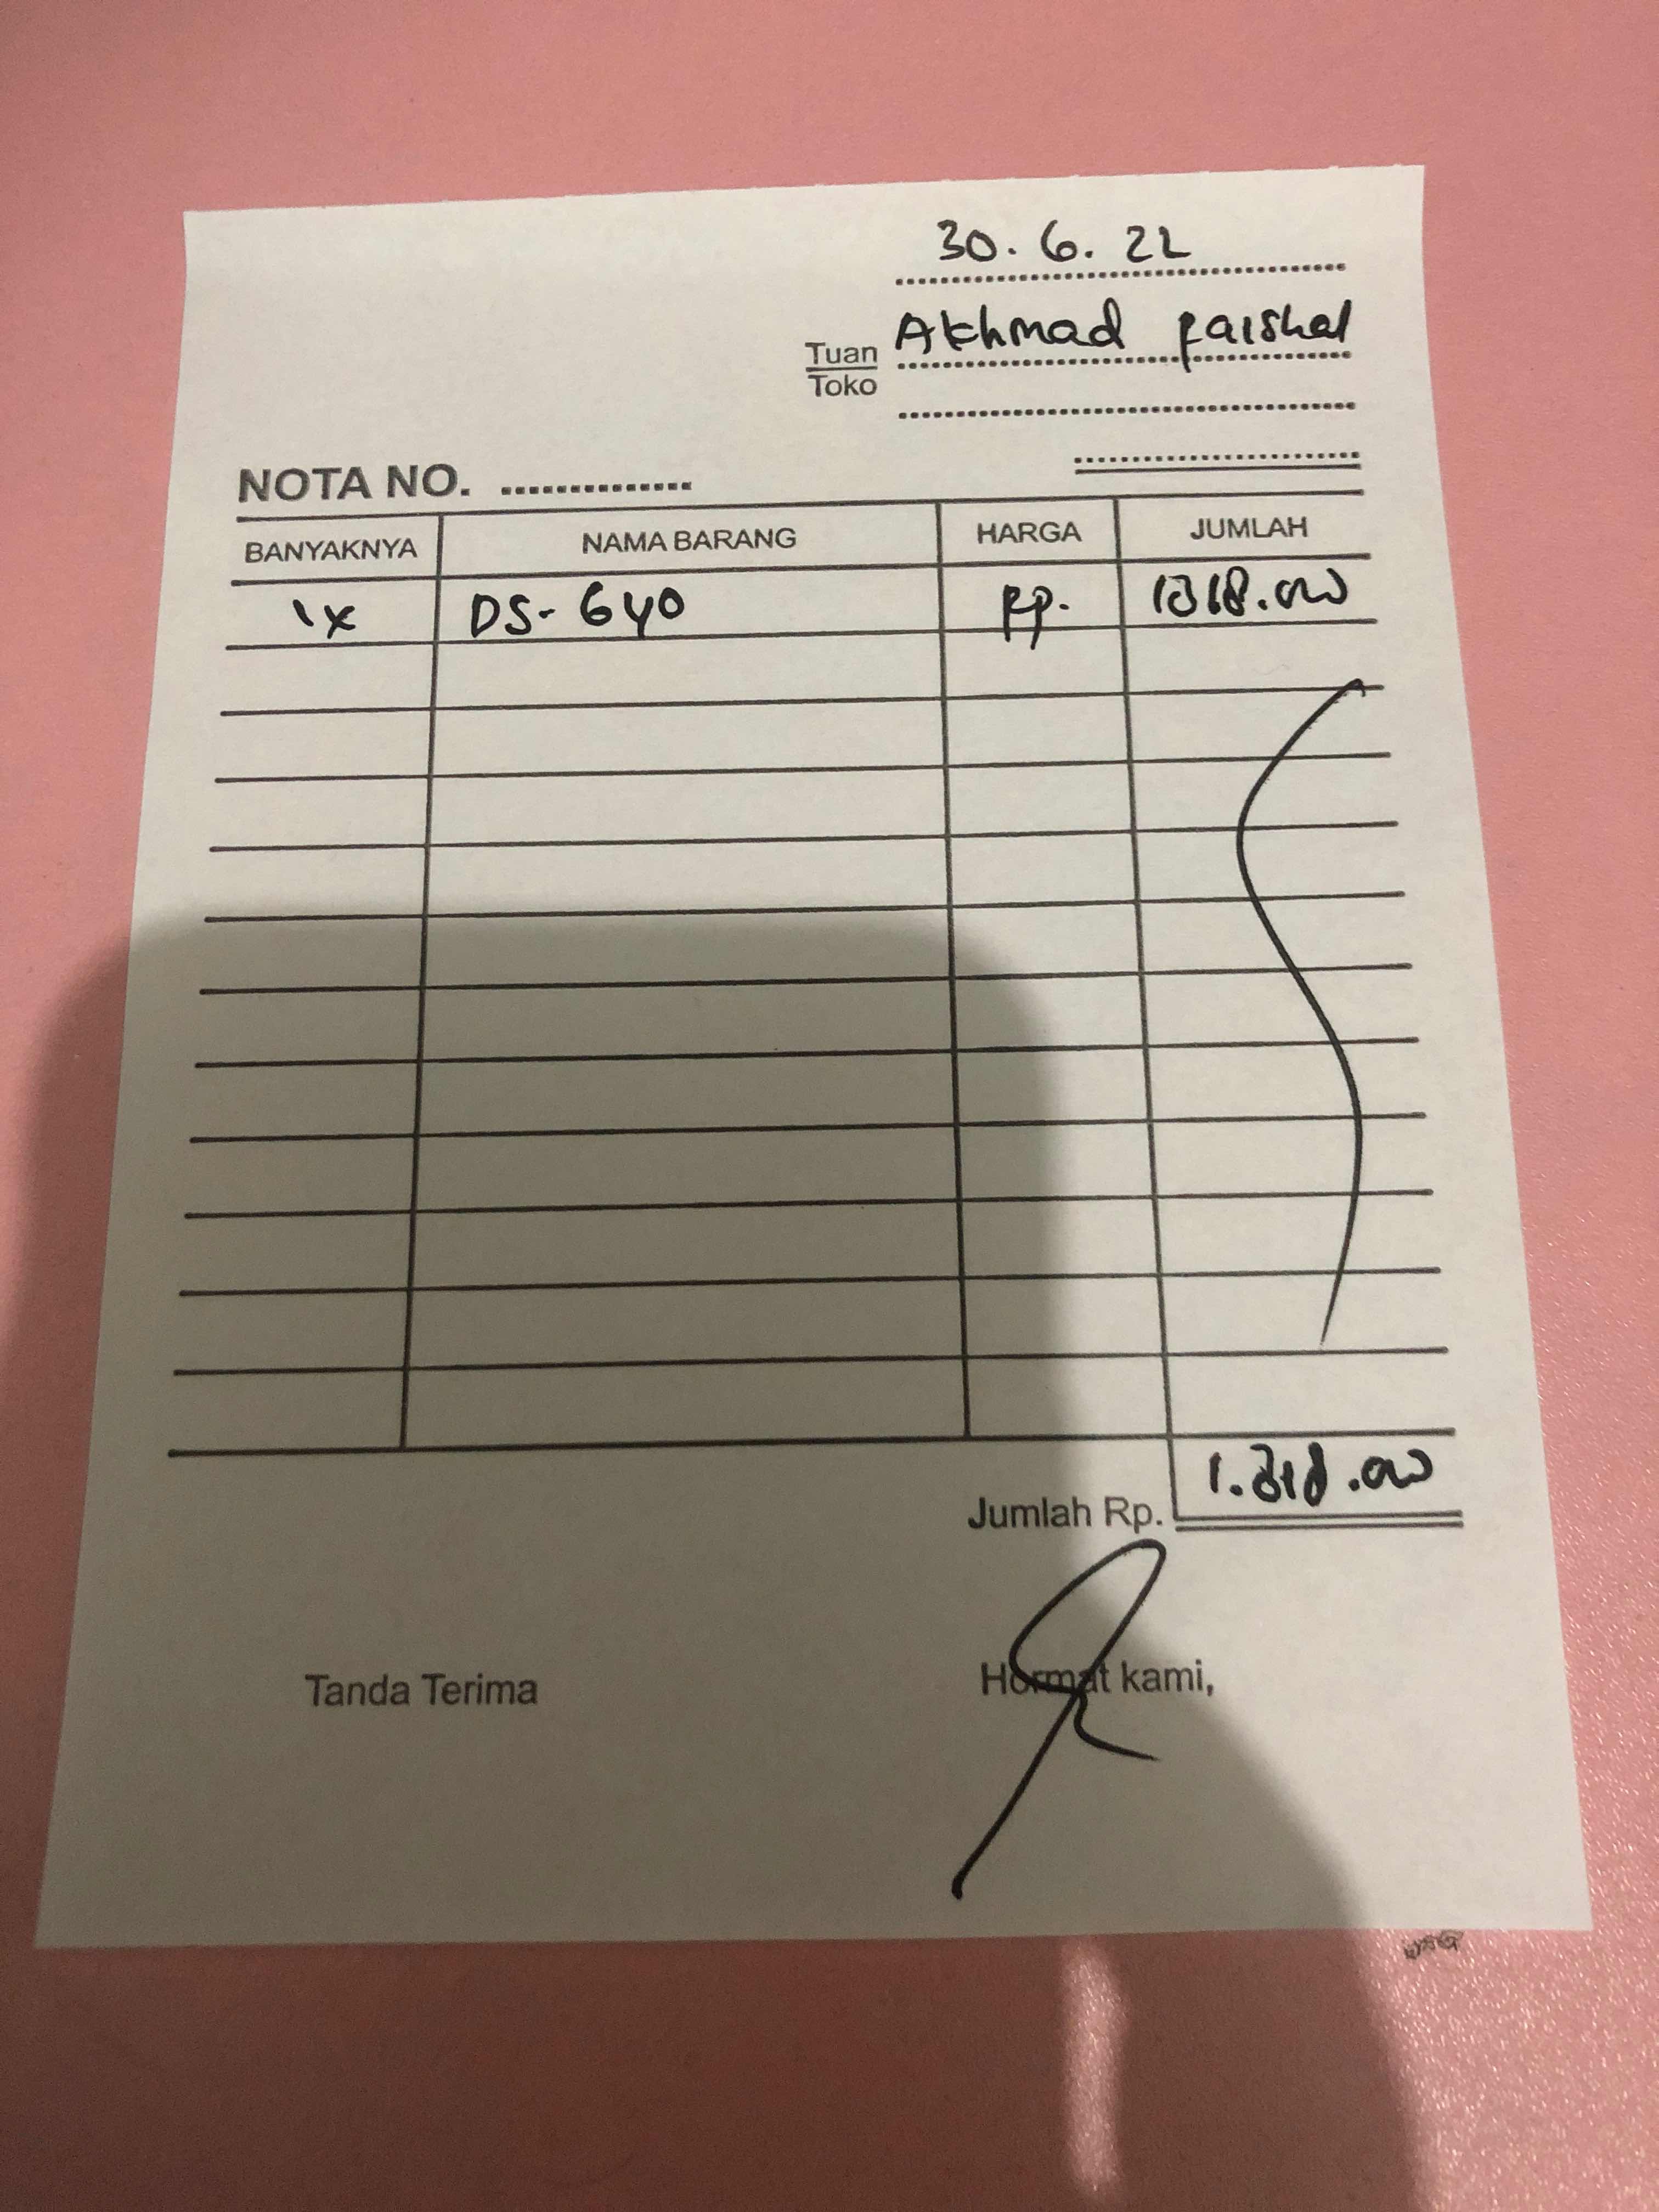 30. 6. 22
Tuan Akhmad Faishal
Toko
NOTA NO. ..............
BANYAKNYA NAMA BARANG HARGA JUMLAH
1x DS-640 Rp. 1318.000
Jumlah Rp. 1.318.000
Tanda Terima Hormat kami,